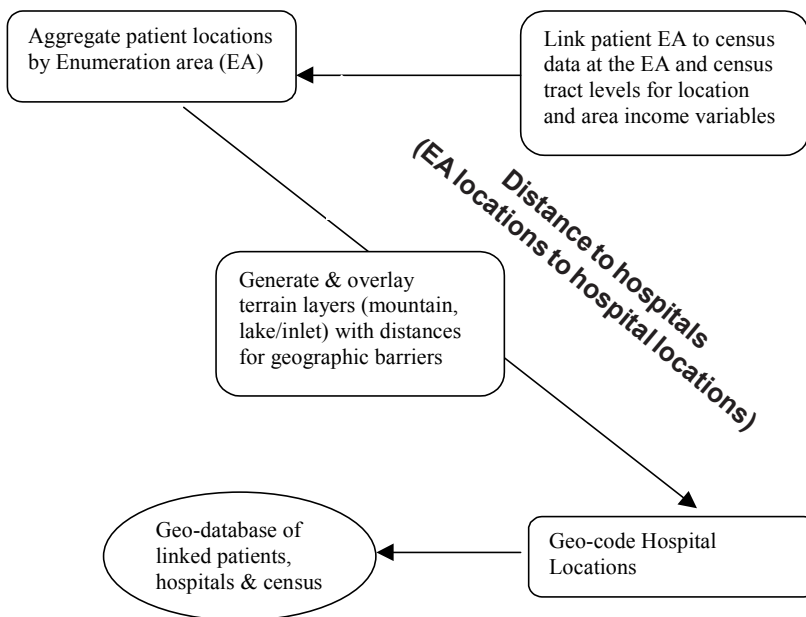 Aggregate patient locations
by Enumeration area (EA)
Link patient EA to census
data at the EA and census
tract levels for location
and area income variables
Distance to hospitals
(EA locations to hospital locations)
Generate & overlay
terrain layers (mountain,
lake/inlet) with distances
for geographic barriers
Geo-database of
linked patients,
hospitals & census
Geo-code Hospital
Locations